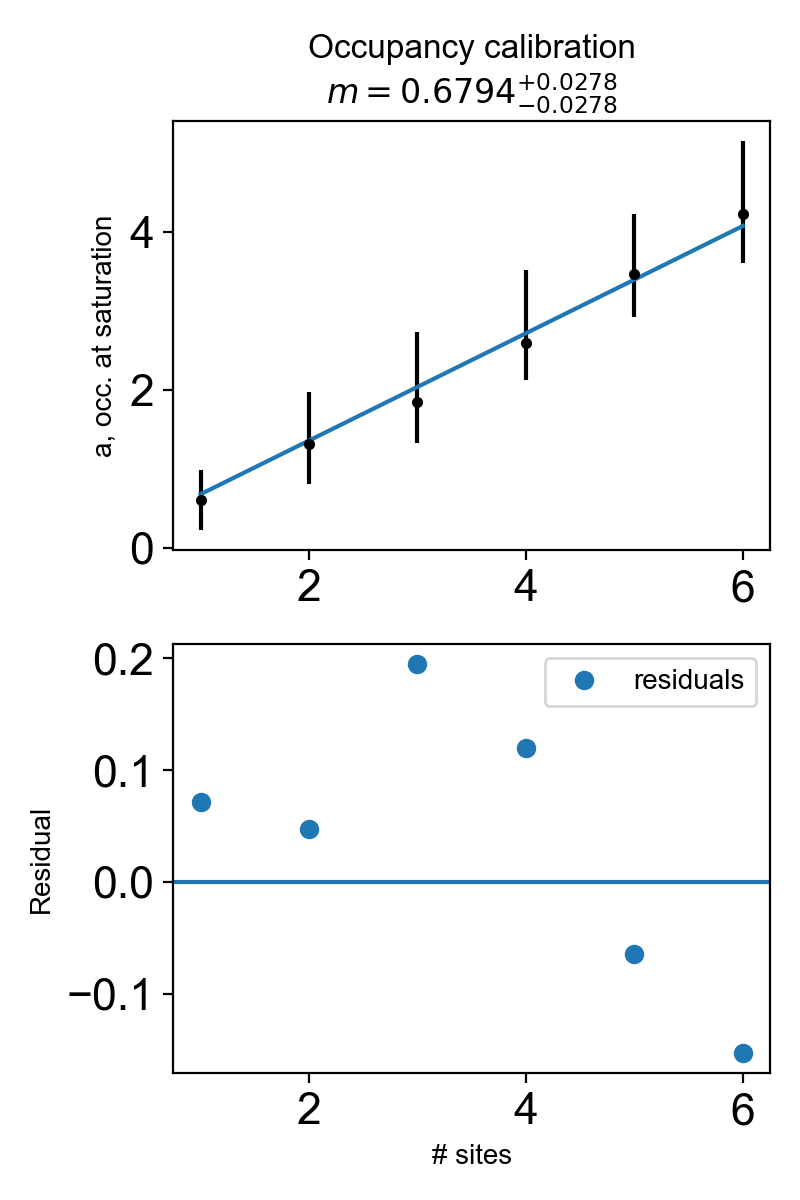 Occupancy calibration
m = 0.6794^{+0.0278}_{-0.0278}
a, occ. at saturation
4
2
0
2
4
6
residuals
Residual
0.2
0.1
0.0
−0.1
2
4
6
# sites